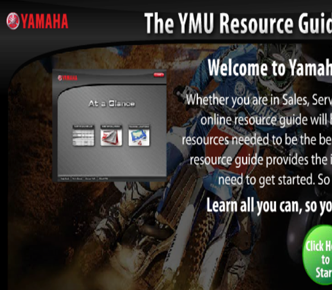 YAMAHA
The YMU Resource Guid
Welcome to Yamah
Whether you are in Sales, Serv
online resource guide will
resources needed to be the be
resource guide provides the i
need to get started. So
Learn all you can, so yo
At a Glance
Click He
to
Star